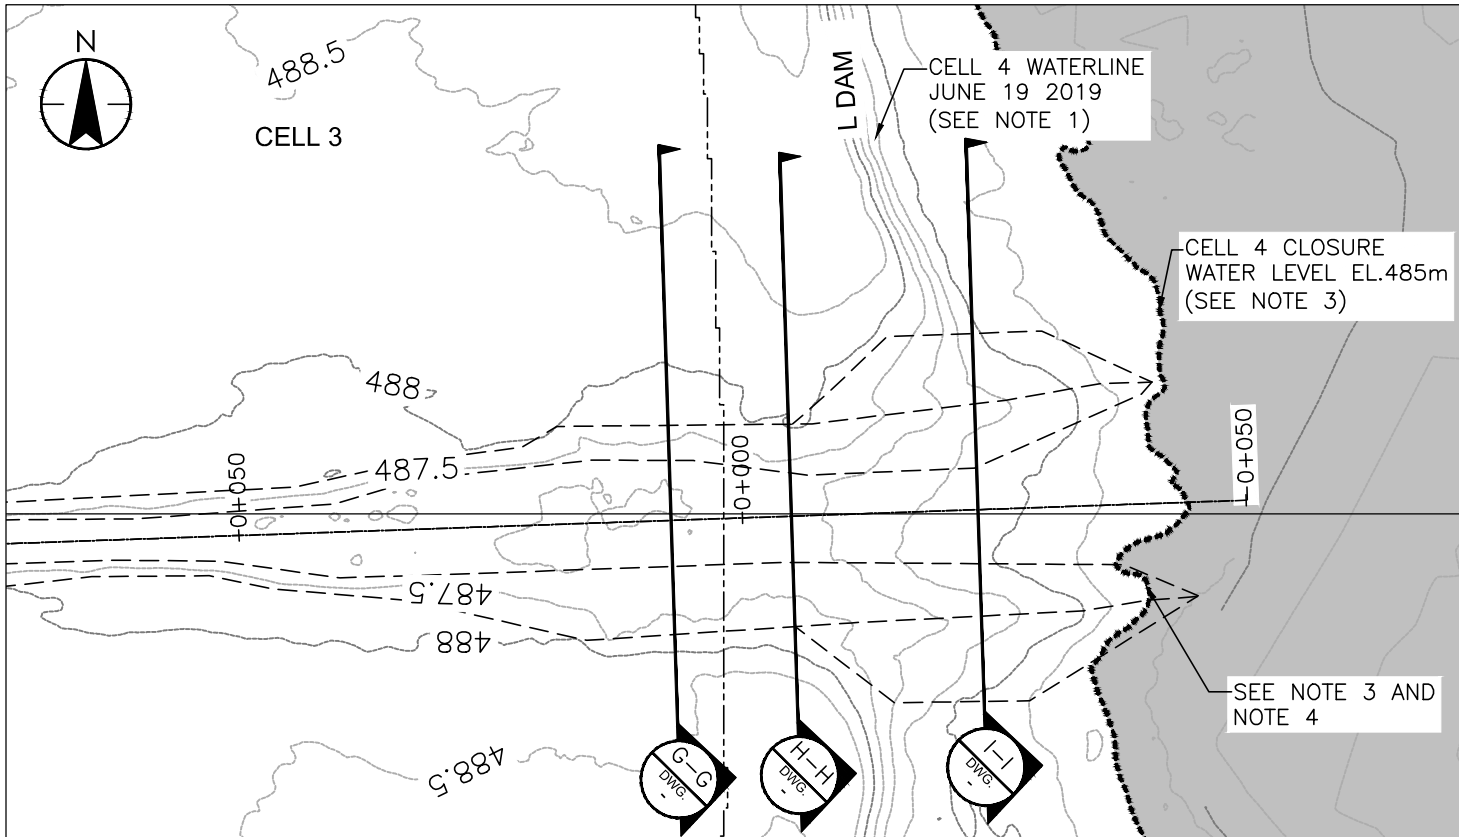 N
488.5
CELL 3
L DAM
CELL 4 WATERLINE
JUNE 19 2019
(SEE NOTE 1)
CELL 4 CLOSURE
WATER LEVEL EL.485m
(SEE NOTE 3)
488
487.5
0+050
0+000
-0+050
487.5
488
SEE NOTE 3 AND
NOTE 4
488.5
G-G
DWG.
-
H-H
DWG.
-
I-I
DWG.
-